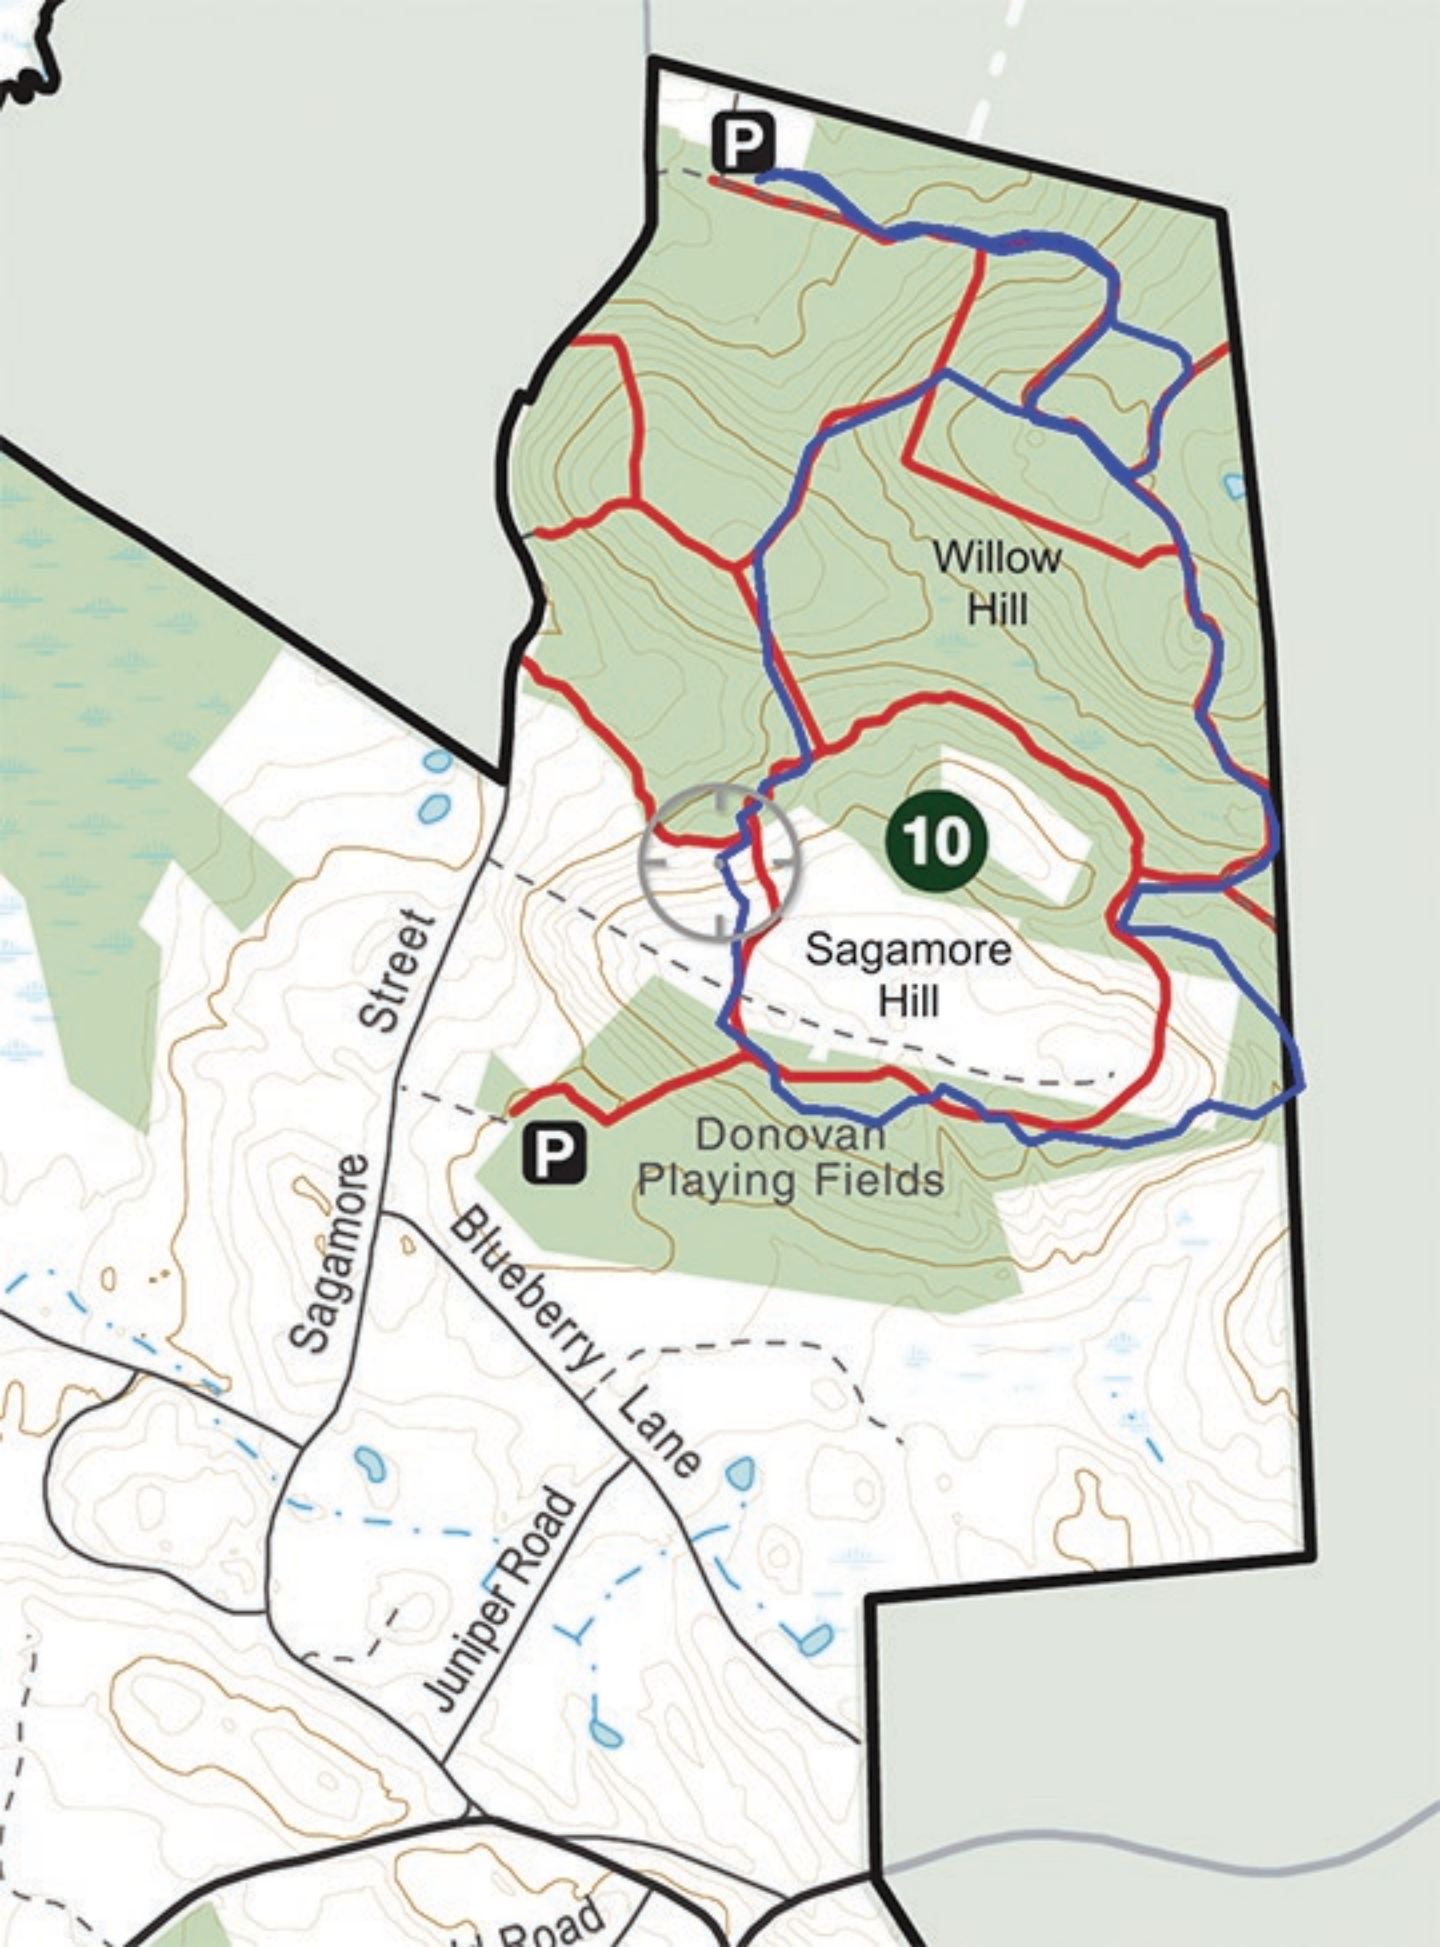 P
Willow
Hill
10
Sagamore
Hill
Street
Sagamore
P
Donovan
Playing Fields
Blueberry
Lane
Juniper Road
Road